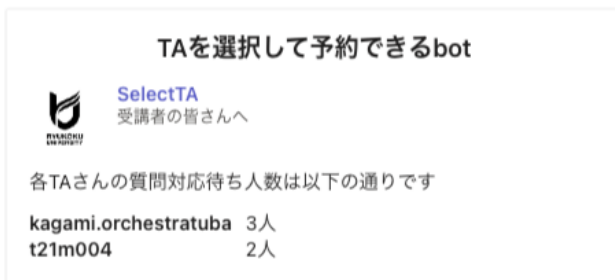 TAを選択して予約できるbot
SelectTA
受講者の皆さんへ
RYUKOKU
UNIVERSITY
各TAさんの質問対応待ち人数は以下の通りです
kagami.orchestratuba 3人
t21m004 2人